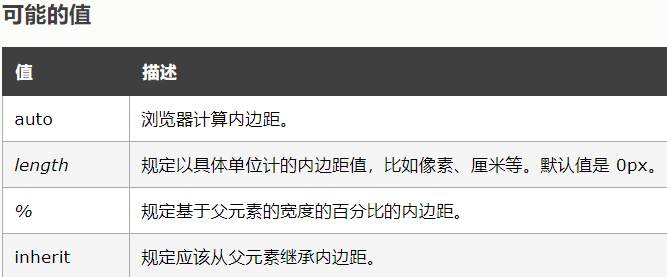 可能的值
值 描述
auto 浏览器计算内边距。
length 规定以具体单位计的内边距值，比如像素、厘米等。默认值是 0px。
% 规定基于父元素的宽度的百分比的内边距。
inherit 规定应该从父元素继承内边距。